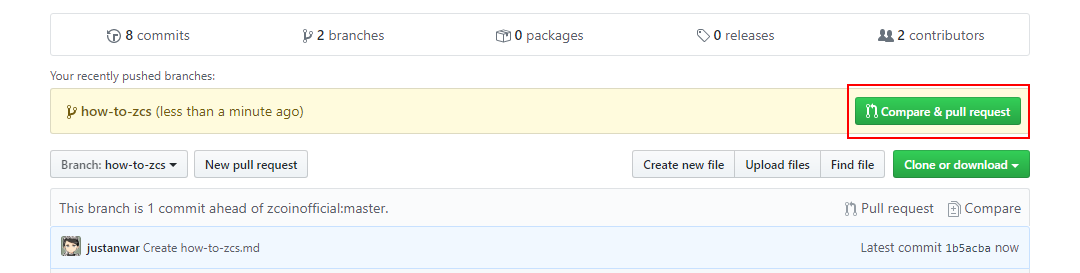 8 commits 2 branches 0 packages 0 releases 2 contributors
Your recently pushed branches:
how-to-zcs (less than a minute ago) Compare & pull request
Branch: how-to-zcs New pull request Create new file Upload files Find file Clone or download
This branch is 1 commit ahead of zcoinofficial:master. Pull request Compare
justanwar Create how-to-zcs.md Latest commit 1b5acba now